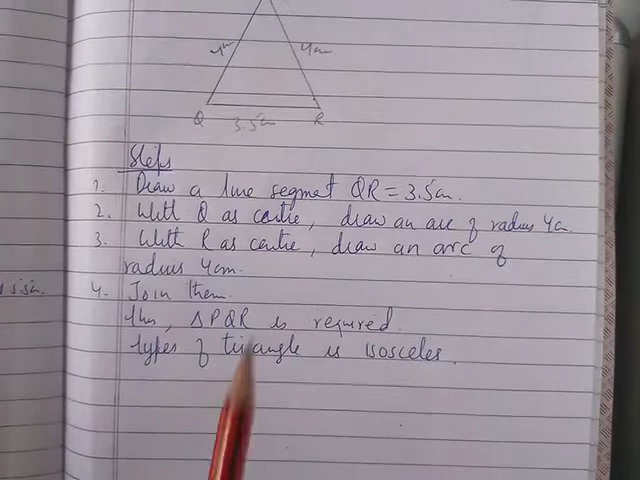 4cm 4cm
Q R
3.5cm
Steps
1. Draw a line segment QR = 3.5cm.
2. With Q as centre, draw an arc of radius 4cm.
3. With R as centre, draw an arc of
radius 4cm.
4. Join them.
thus, △PQR is required.
types of triangle is isosceles.